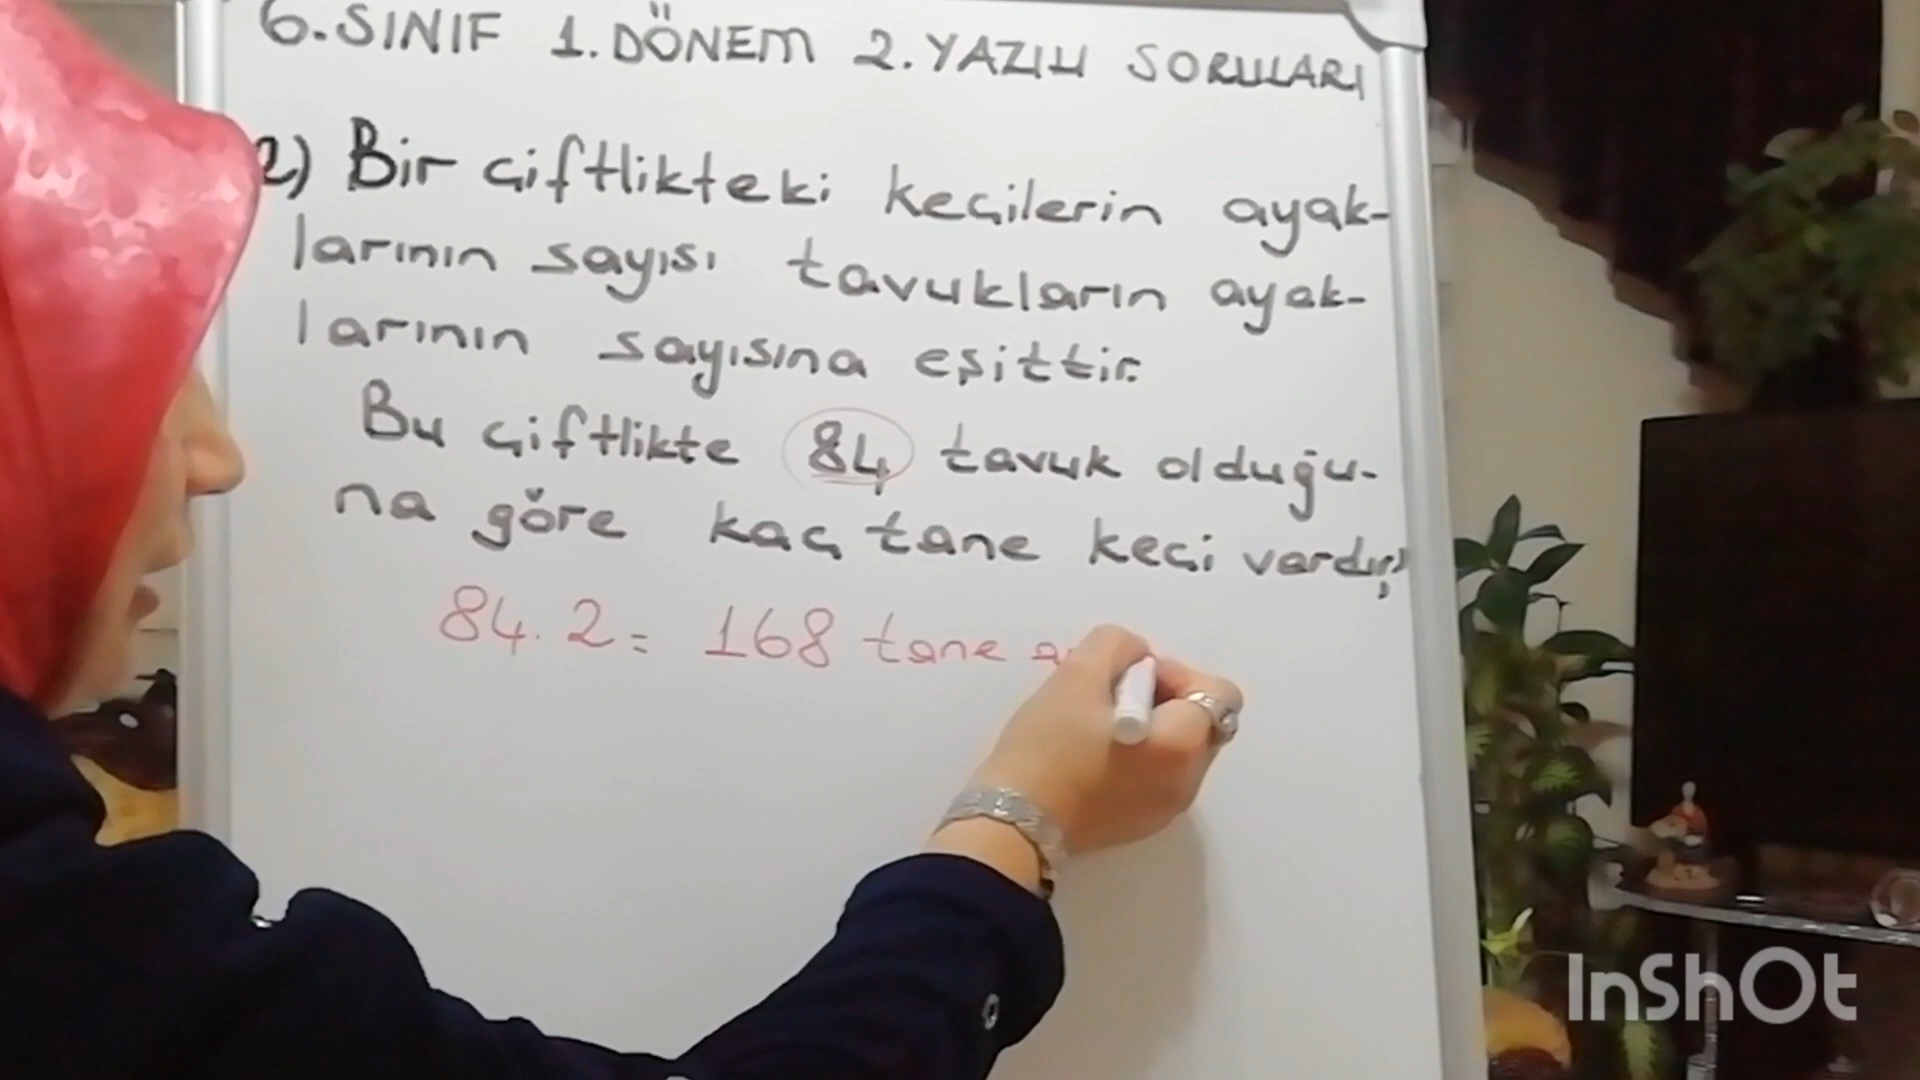 6.SINIF 1.DÖNEM 2.YAZILI SORULARI
2) Bir çiftlikteki keçilerin ayak-
larının sayısı tavukların ayak-
larının sayısına eşittir.
Bu çiftlikte 84 tavuk olduğu-
na göre kaç tane keçi vardır?
84.2= 168 tane
InShOt